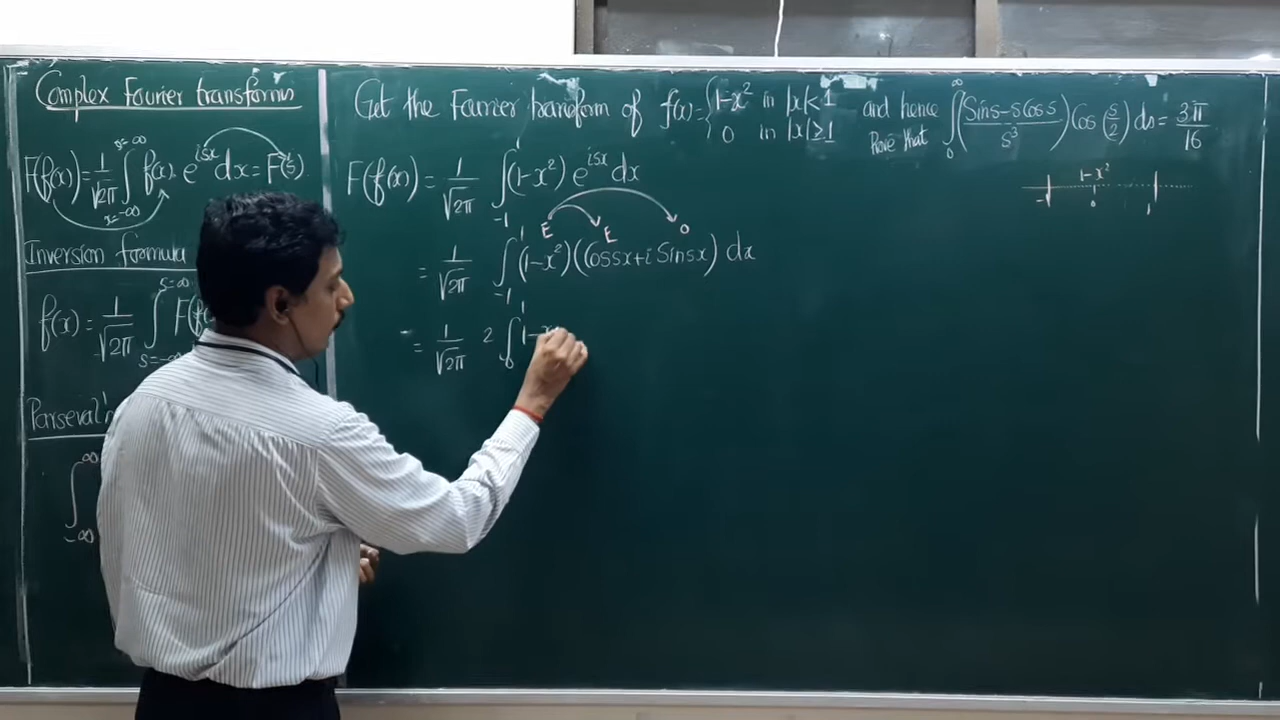 Complex Fourier transforms
F(f(x)) = 1/√2π ∫_{x=-∞}^{x=∞} f(x). e^{isx} dx = F(s)
Inversion formula
f(x) = 1/√2π ∫_{s=-∞}^{s=∞} F(f
Parseval's
∫_{-∞}^{∞}
Get the Fourier transform of f(x) = { 1-x² in |x|<1
0 in |x|≥1
and hence Prove that ∫_0^∞ ((Sins-sCoss)/s³) Cos(s/2) ds = 3π/16
F(f(x)) = 1/√2π ∫_{-1}^{1} (1-x²) e^{isx} dx
E E O
= 1/√2π ∫_{-1}^{1} (1-x²)(Cossx+i Sinsx) dx
= 1/√2π 2 ∫_0^1 1-x
1-x²
-1 0 1